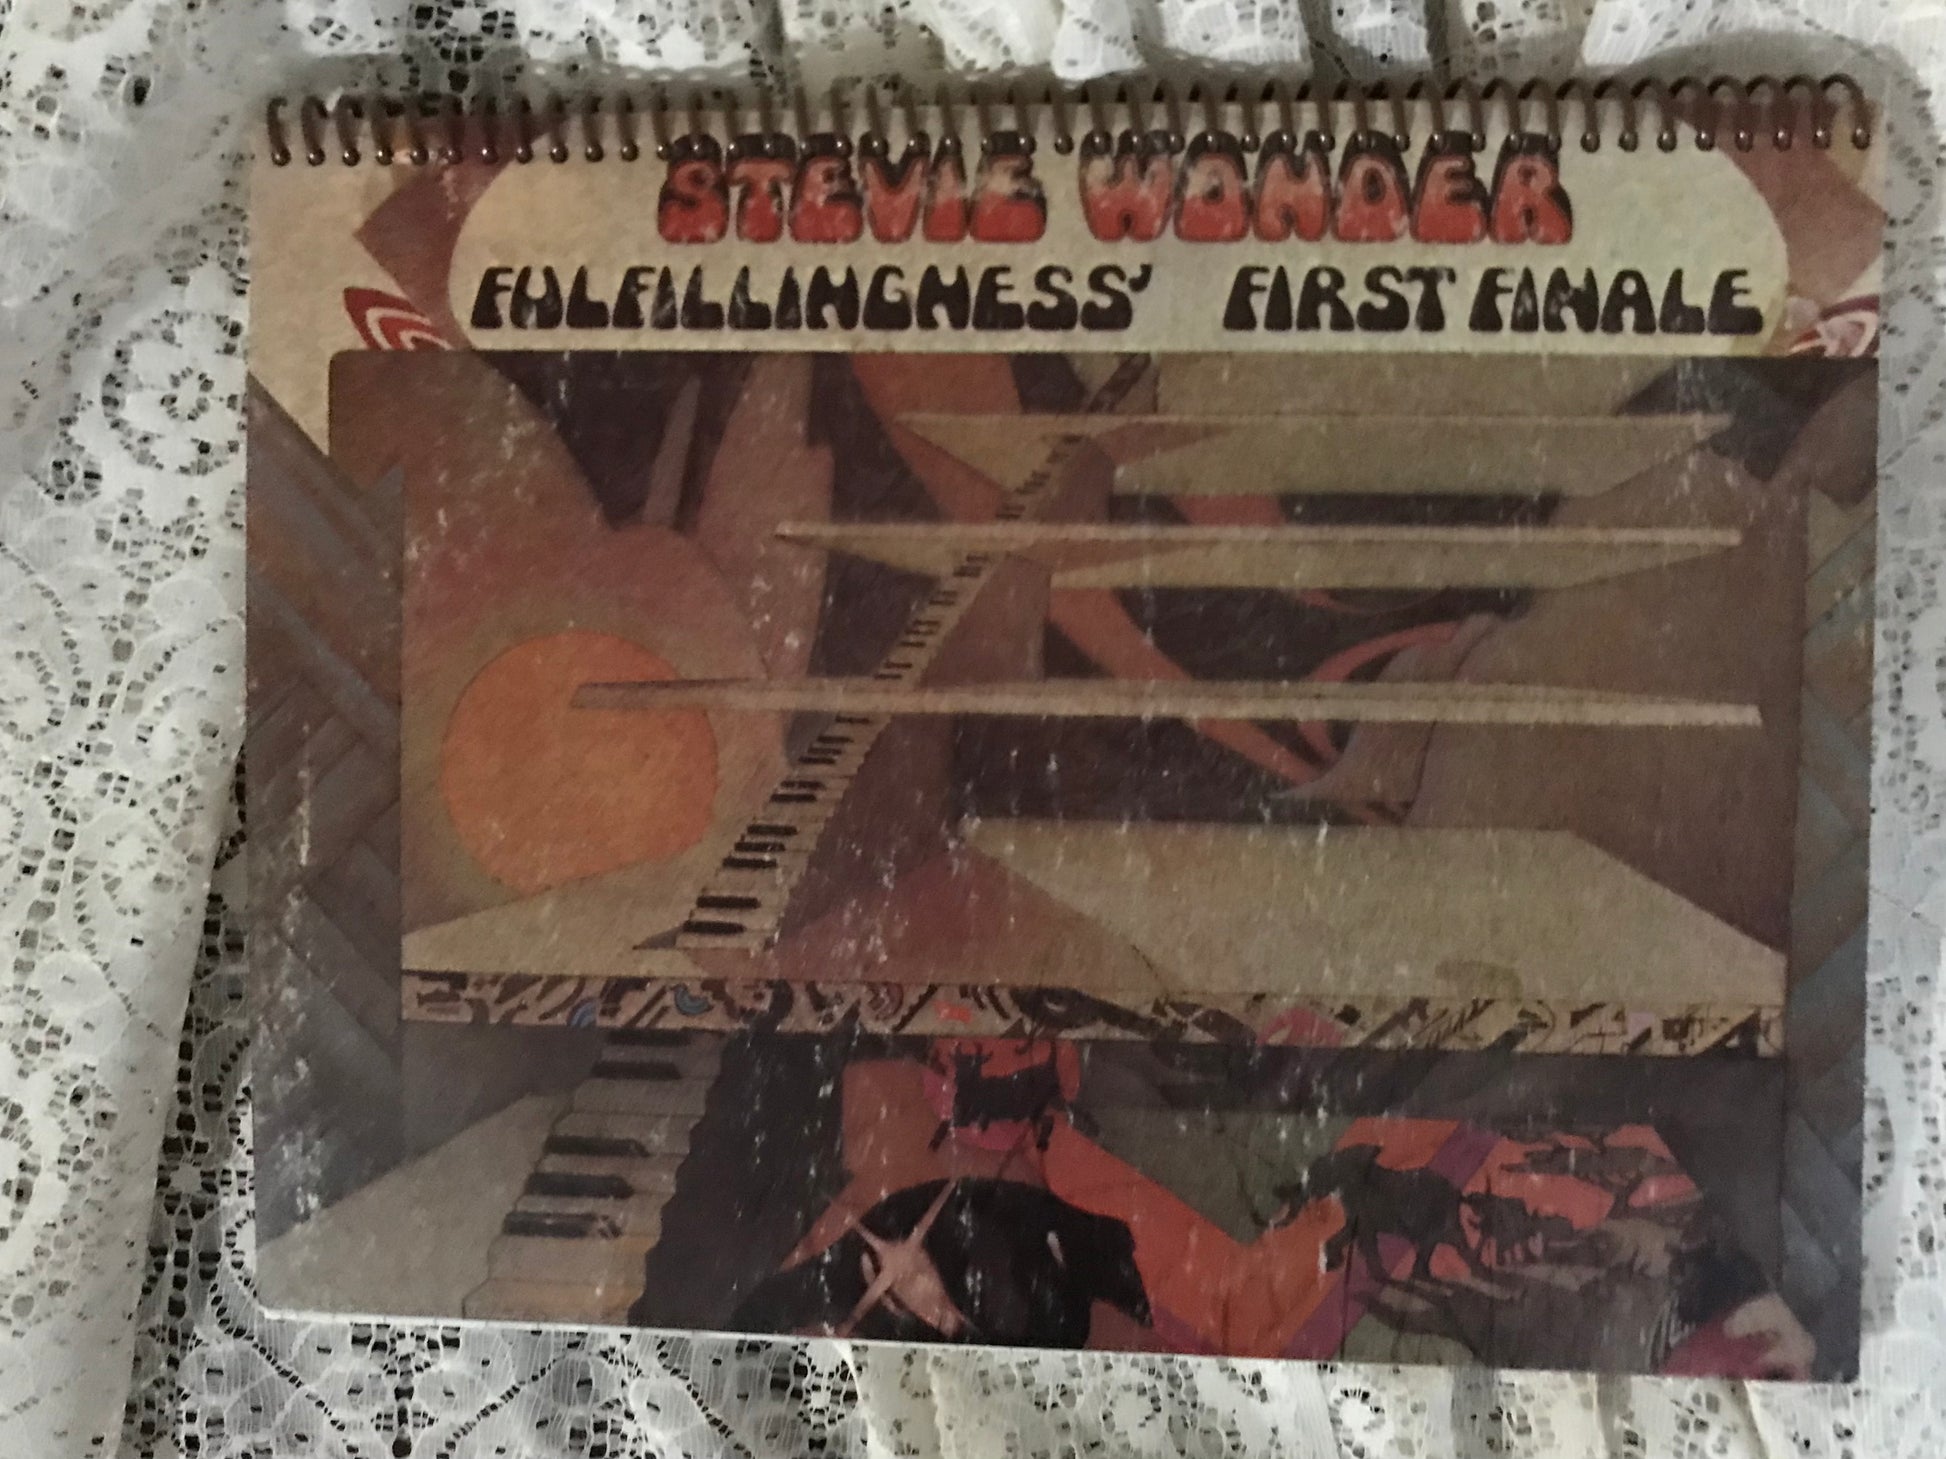 STEVIE WONDER
FULFILLINGNESS' FIRST FINALE